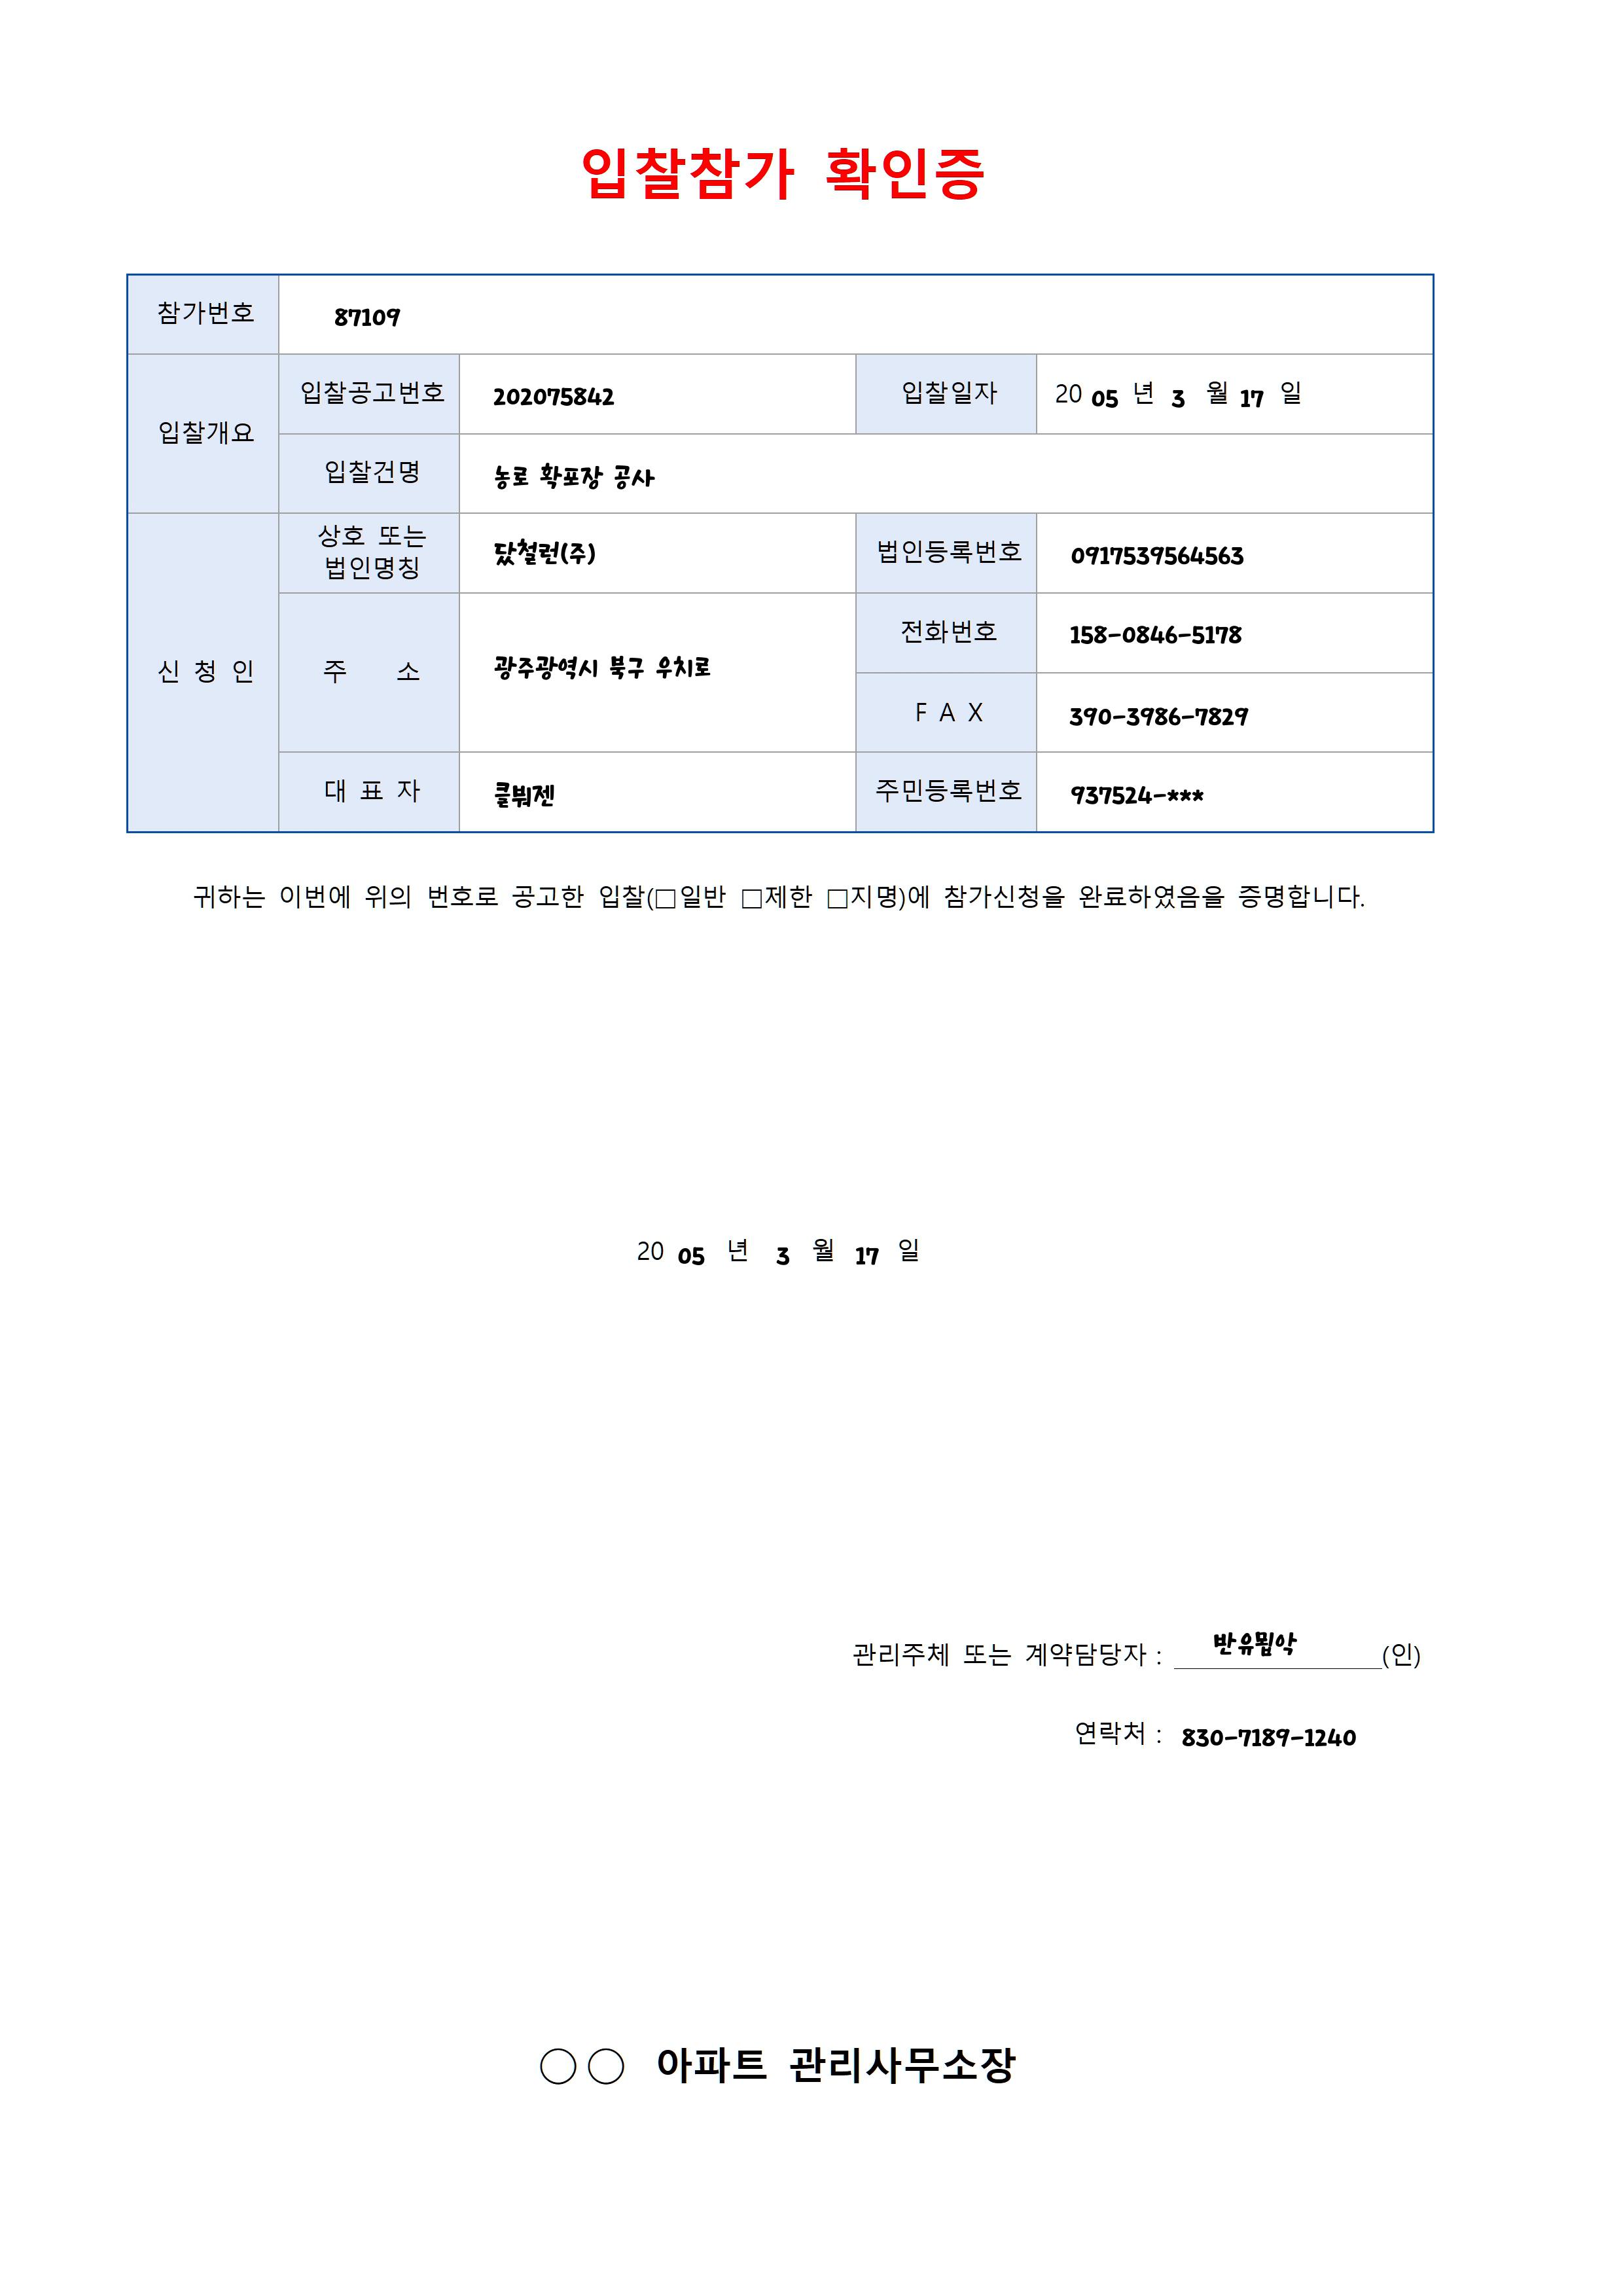 입찰참가 확인증
참가번호 87109
입찰개요 입찰공고번호 202075842 입찰일자 20 05 년 3 월 17 일
입찰건명 농로 확포장 공사
신 청 인 상호 또는 법인명칭 닸철런(주) 법인등록번호 0917539564563
주 소 광주광역시 북구 우치로 전화번호 158-0846-5178
F A X 390-3986-7829
대 표 자 클붜젠 주민등록번호 937524-***
귀하는 이번에 위의 번호로 공고한 입찰(□일반 □제한 □지명)에 참가신청을 완료하였음을 증명합니다.
20 05 년 3 월 17 일
관리주체 또는 계약담당자 : 반유묍악 (인)
연락처 : 830-7189-1240
○○ 아파트 관리사무소장